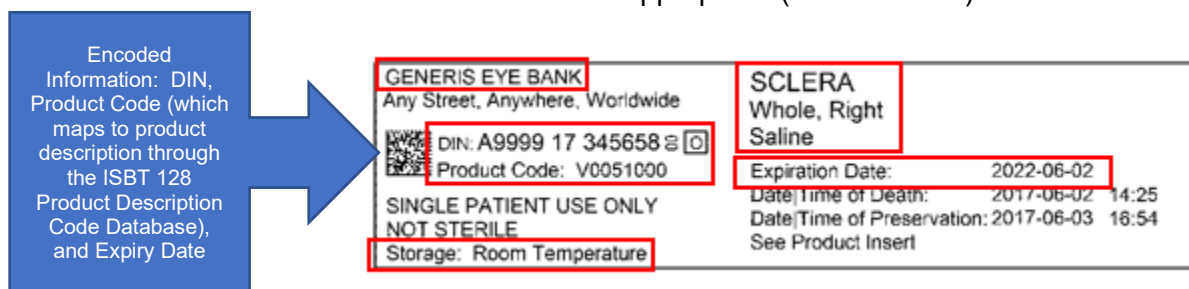 Encoded
Information: DIN,
Product Code (which
maps to product
description through
the ISBT 128
Product Description
Code Database),
and Expiry Date
GENERIS EYE BANK
Any Street, Anywhere, Worldwide
DIN: A9999 17 345658 O
Product Code: V0051000
SINGLE PATIENT USE ONLY
NOT STERILE
Storage: Room Temperature
SCLERA
Whole, Right
Saline
Expiration Date: 2022-06-02
Date|Time of Death: 2017-06-02 14:25
Date|Time of Preservation: 2017-06-03 16:54
See Product Insert